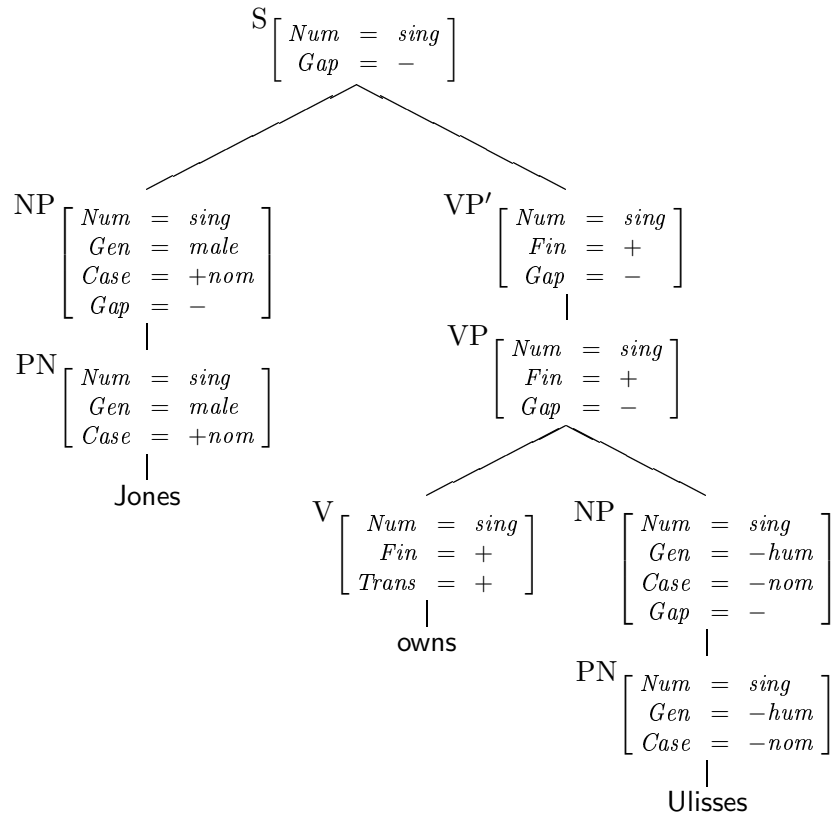 S
Num = sing
Gap = −
NP
Num = sing
Gen = male
Case = +nom
Gap = −
VP′
Num = sing
Fin = +
Gap = −
PN
Num = sing
Gen = male
Case = +nom
Jones
VP
Num = sing
Fin = +
Gap = −
V
Num = sing
Fin = +
Trans = +
owns
NP
Num = sing
Gen = −hum
Case = −nom
Gap = −
PN
Num = sing
Gen = −hum
Case = −nom
Ulisses